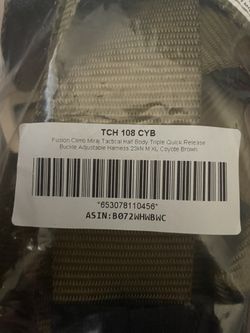 TCH 108 CYB
Fusion Climb Miraj Tactical Half Body Triple Quick Release
Buckle Adjustable Harness 23kN M-XL Coyote Brown
*653078110456*
ASIN:B072WHWBWC